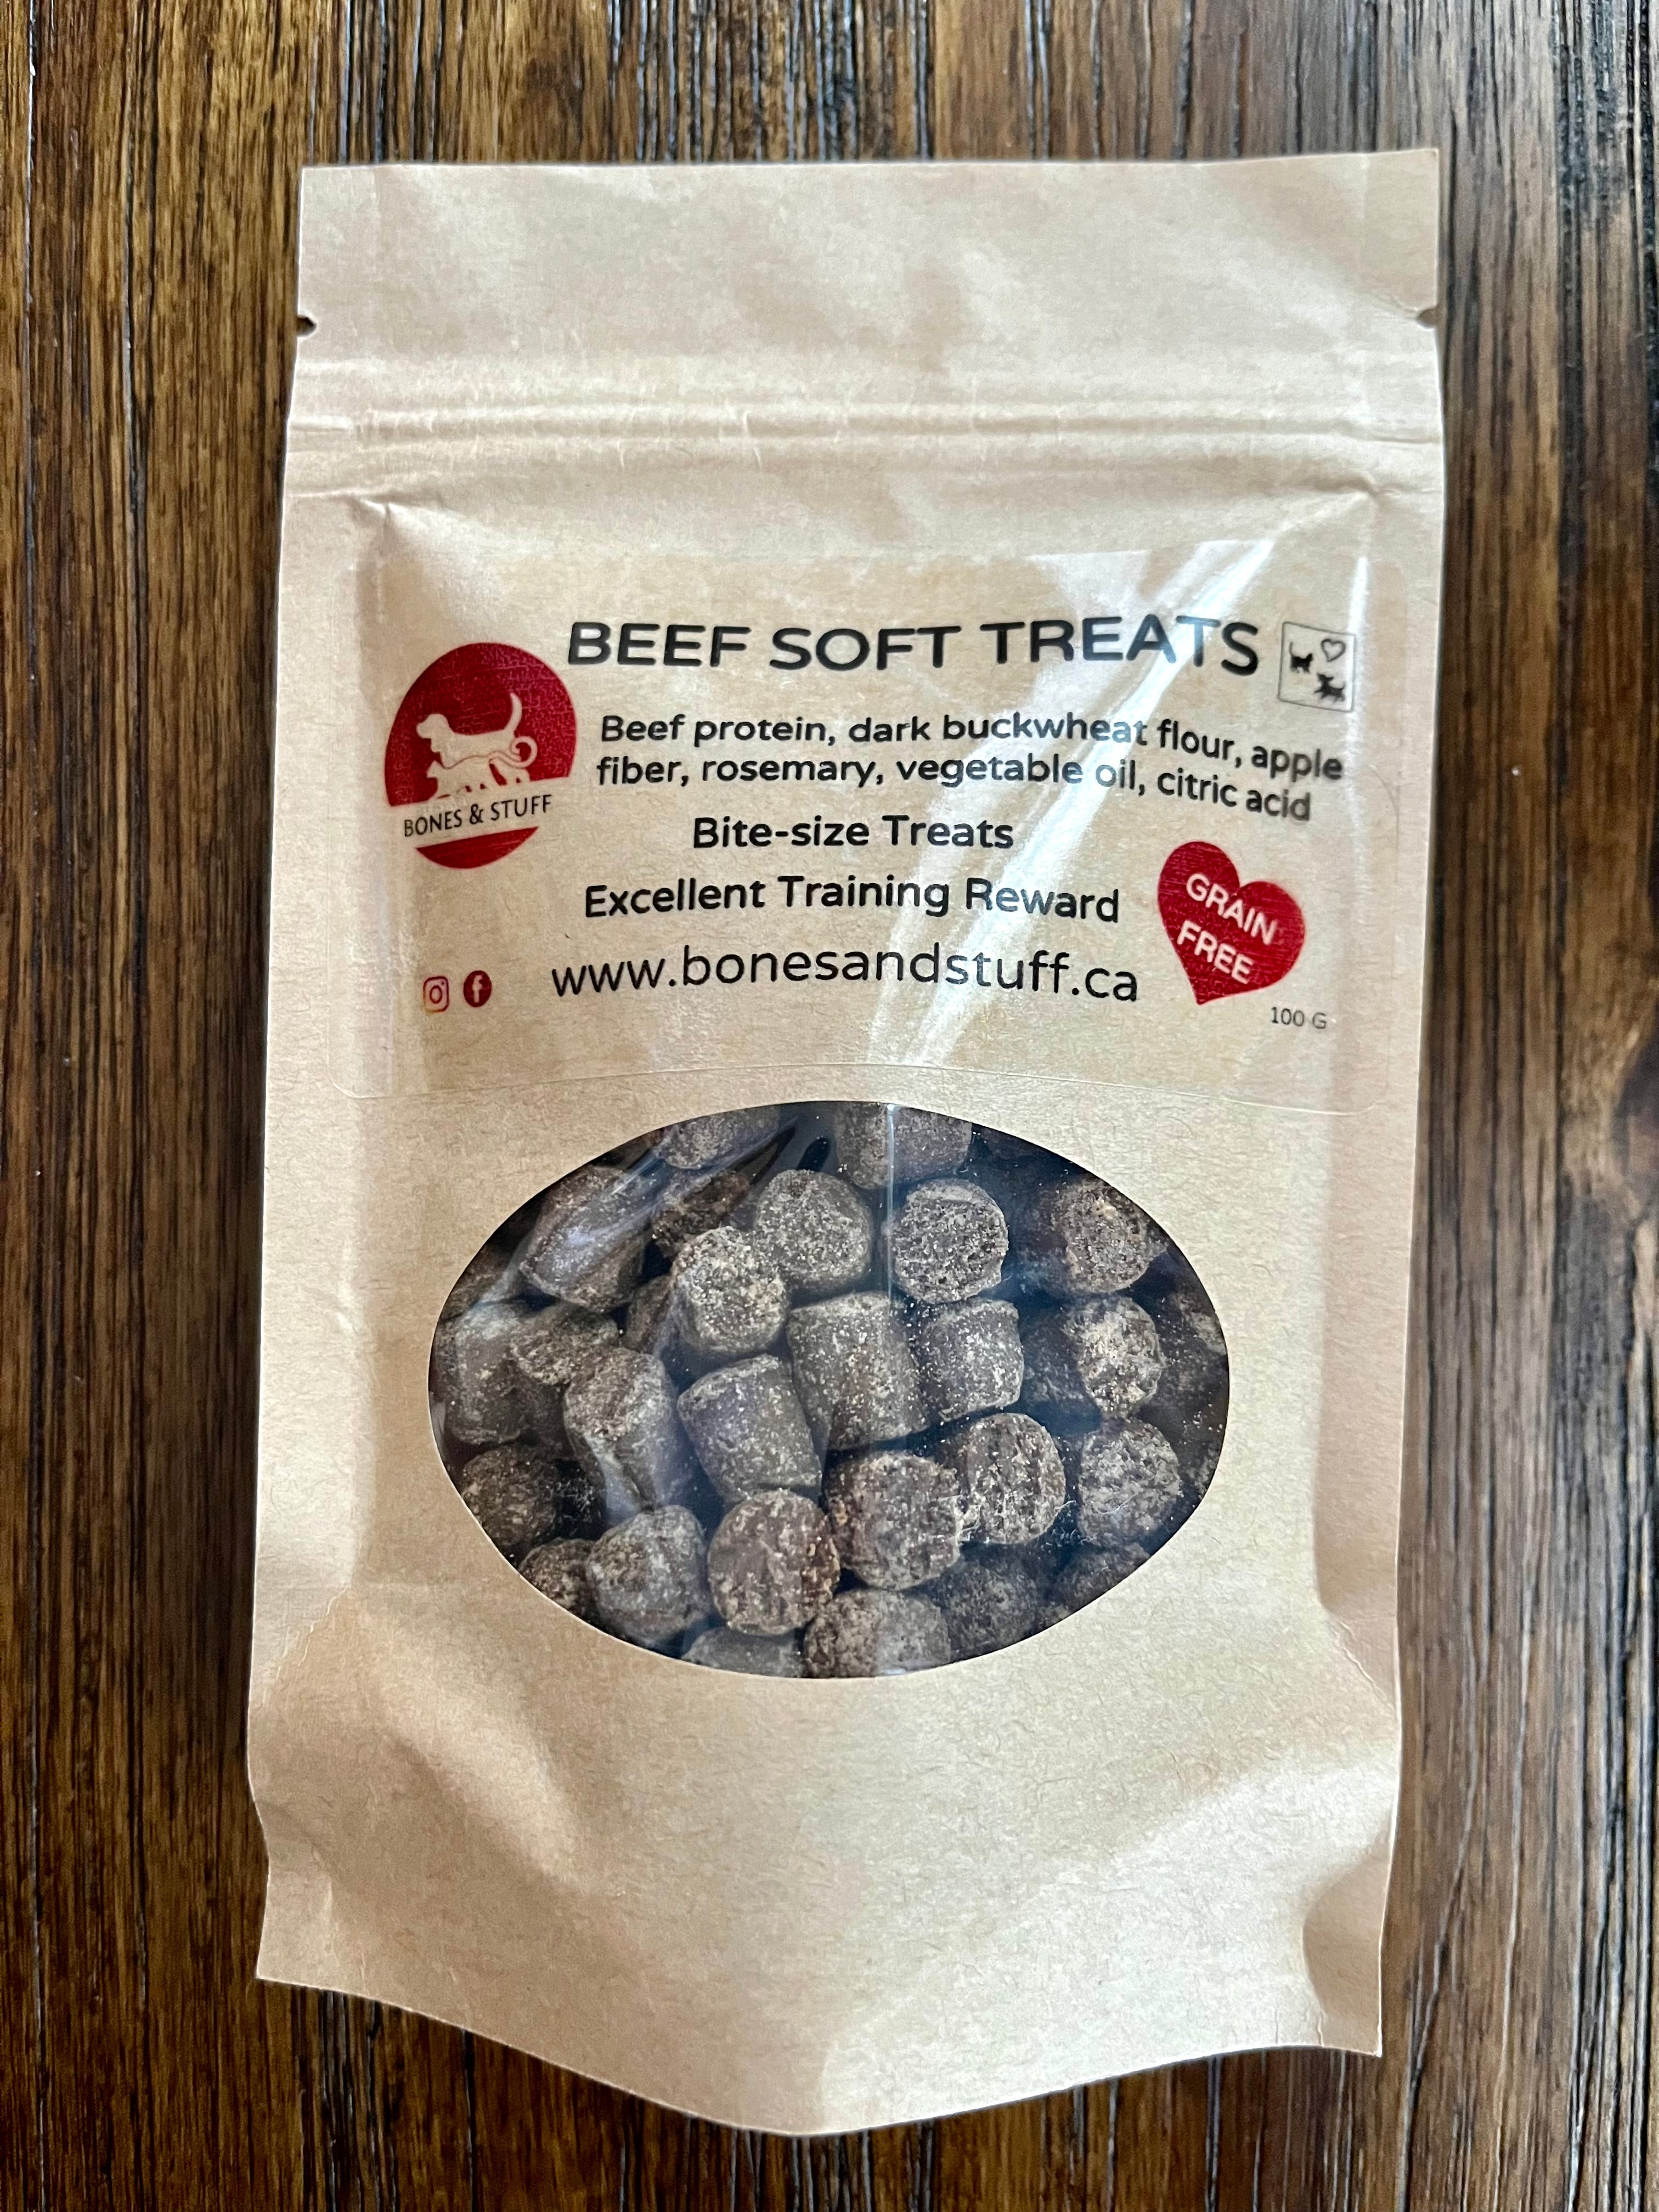 BEEF SOFT TREATS
BONES & STUFF
Beef protein, dark buckwheat flour, apple
fiber, rosemary, vegetable oil, citric acid
Bite-size Treats
Excellent Training Reward
www.bonesandstuff.ca
GRAIN
FREE
100 G